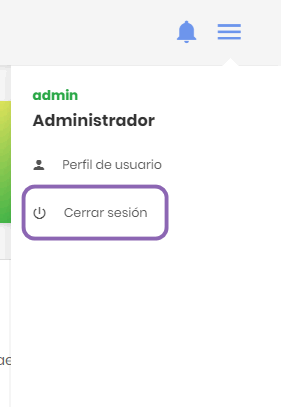 admin
Administrador
Perfil de usuario
Cerrar sesión